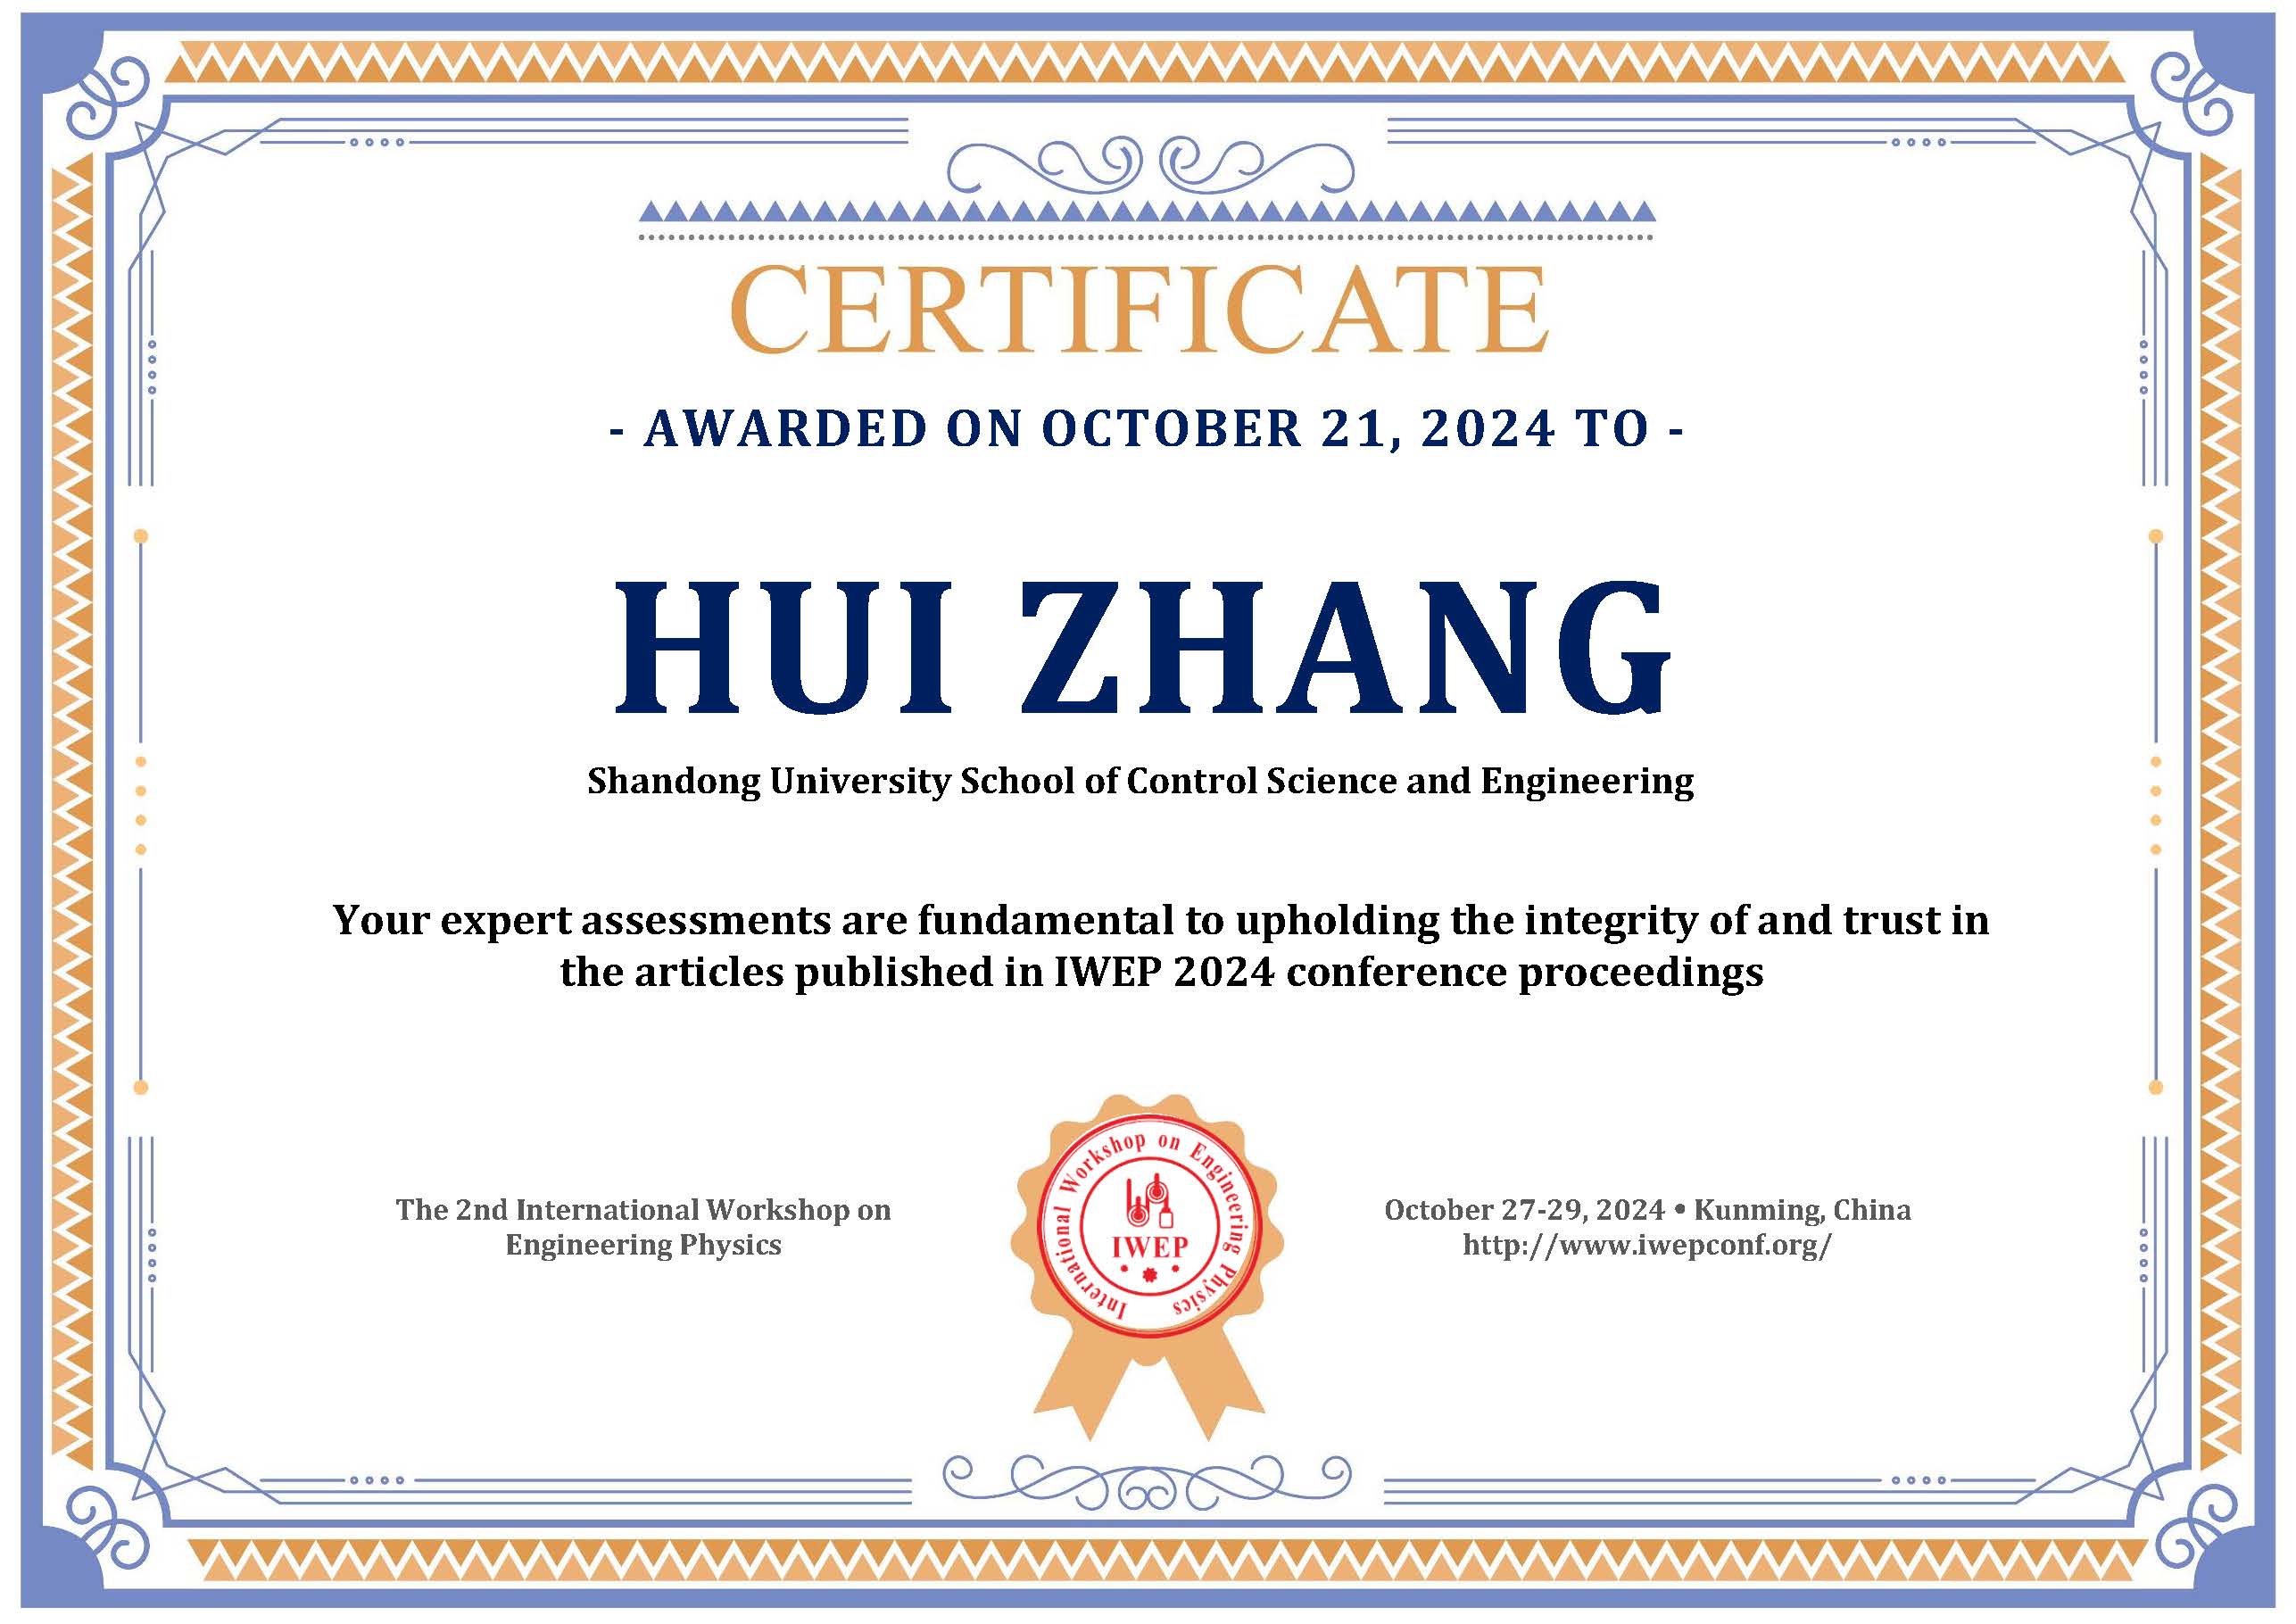 CERTIFICATE
- AWARDED ON OCTOBER 21, 2024 TO -
HUI ZHANG
Shandong University School of Control Science and Engineering
Your expert assessments are fundamental to upholding the integrity of and trust in
the articles published in IWEP 2024 conference proceedings
The 2nd International Workshop on
Engineering Physics
International Workshop on Engineering Physics
IWEP
October 27-29, 2024 • Kunming, China
http://www.iwepconf.org/